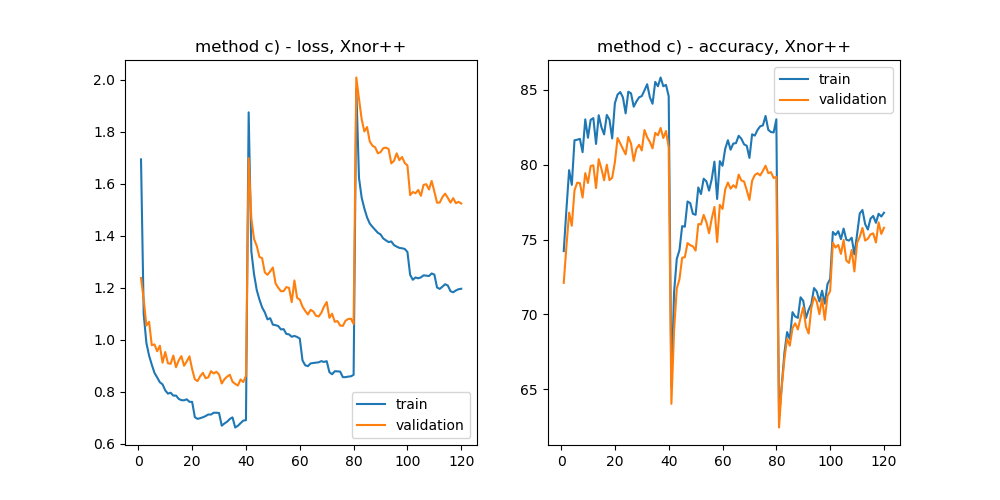 method c) - loss, Xnor++
2.0
1.8
1.6
1.4
1.2
1.0
0.8
0.6
0 20 40 60 80 100 120
train
validation
method c) - accuracy, Xnor++
85
80
75
70
65
0 20 40 60 80 100 120
train
validation